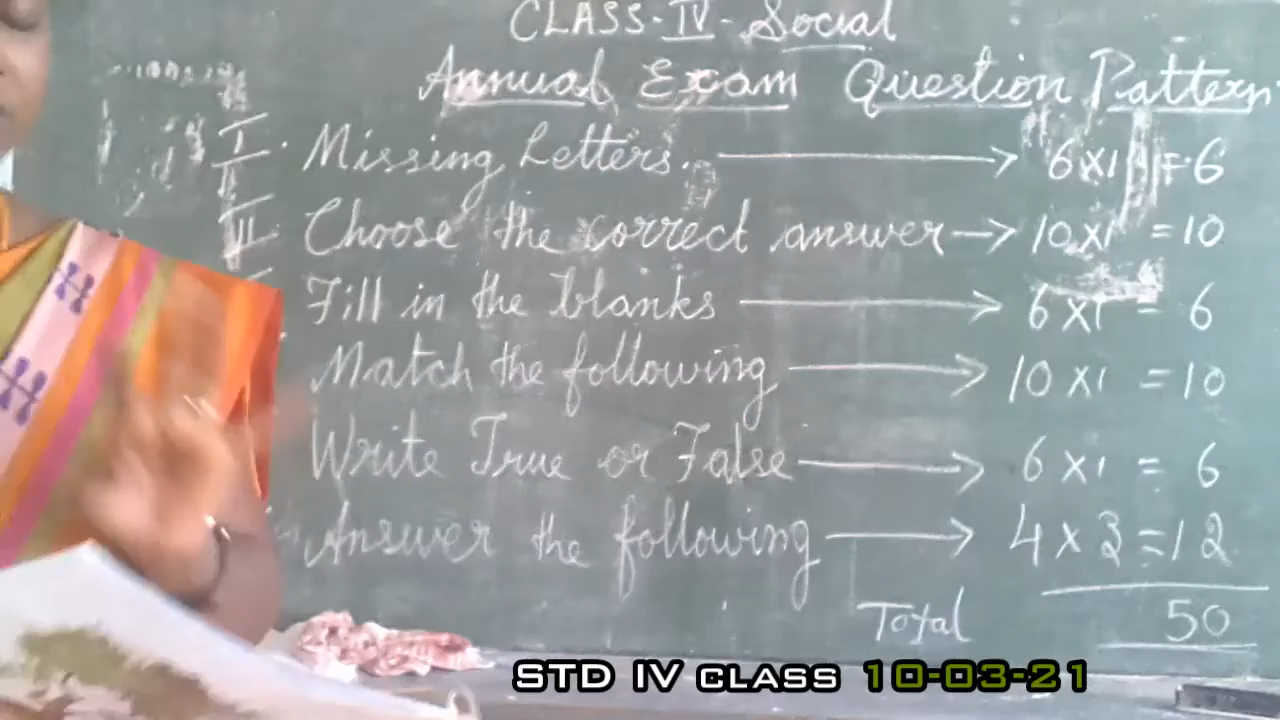 CLASS-IV-Social
Annual Exam Question Pattern
I. Missing Letters. → 6x1 = 6
II. Choose the correct answer → 10x1 = 10
Fill in the blanks → 6x1 = 6
Match the following → 10x1 = 10
Write True or False → 6x1 = 6
Answer the following → 4x3=12
Total 50
STD IV CLASS 10-03-21